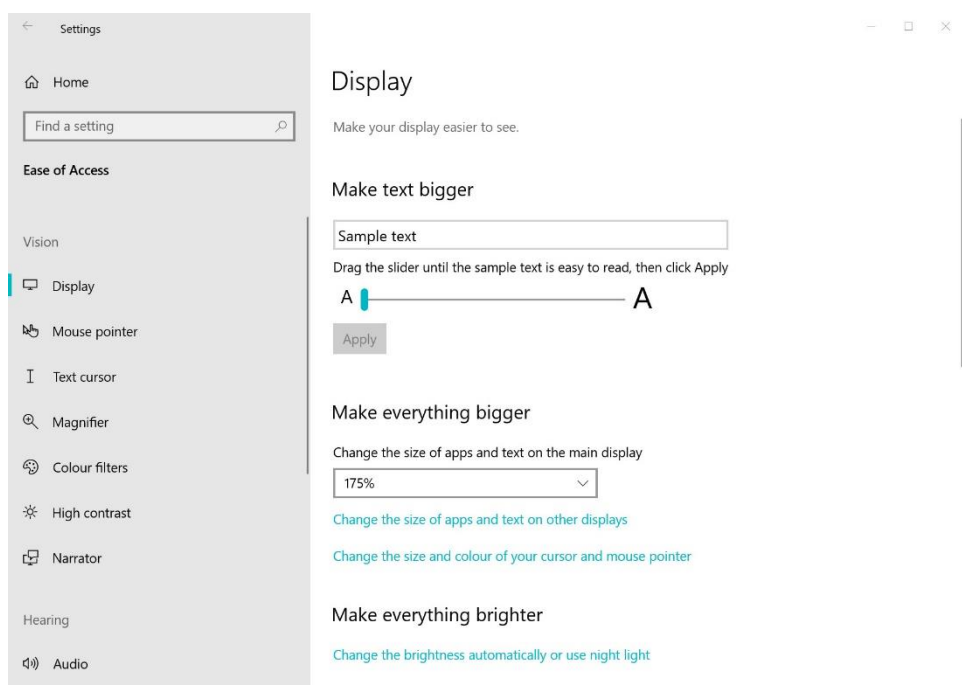 Settings
Home
Find a setting
Ease of Access
Vision
Display
Mouse pointer
Text cursor
Magnifier
Colour filters
High contrast
Narrator
Hearing
Audio
Display
Make your display easier to see.
Make text bigger
Sample text
Drag the slider until the sample text is easy to read, then click Apply
A A
Apply
Make everything bigger
Change the size of apps and text on the main display
175%
Change the size of apps and text on other displays
Change the size and colour of your cursor and mouse pointer
Make everything brighter
Change the brightness automatically or use night light